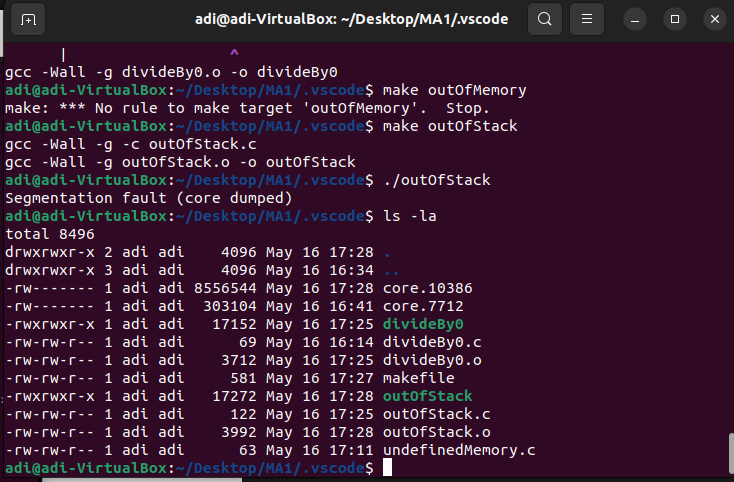 adi@adi-VirtualBox: ~/Desktop/MA1/.vscode
| ^
gcc -Wall -g divideBy0.o -o divideBy0
adi@adi-VirtualBox:~/Desktop/MA1/.vscode$ make outOfMemory
make: *** No rule to make target 'outOfMemory'.  Stop.
adi@adi-VirtualBox:~/Desktop/MA1/.vscode$ make outOfStack
gcc -Wall -g -c outOfStack.c
gcc -Wall -g outOfStack.o -o outOfStack
adi@adi-VirtualBox:~/Desktop/MA1/.vscode$ ./outOfStack
Segmentation fault (core dumped)
adi@adi-VirtualBox:~/Desktop/MA1/.vscode$ ls -la
total 8496
drwxrwxr-x 2 adi adi    4096 May 16 17:28 .
drwxrwxr-x 3 adi adi    4096 May 16 16:34 ..
-rw------- 1 adi adi 8556544 May 16 17:28 core.10386
-rw------- 1 adi adi  303104 May 16 16:41 core.7712
-rwxrwxr-x 1 adi adi   17152 May 16 17:25 divideBy0
-rw-rw-r-- 1 adi adi      69 May 16 16:14 divideBy0.c
-rw-rw-r-- 1 adi adi    3712 May 16 17:25 divideBy0.o
-rw-rw-r-- 1 adi adi     581 May 16 17:27 makefile
-rwxrwxr-x 1 adi adi   17272 May 16 17:28 outOfStack
-rw-rw-r-- 1 adi adi     122 May 16 17:25 outOfStack.c
-rw-rw-r-- 1 adi adi    3992 May 16 17:28 outOfStack.o
-rw-rw-r-- 1 adi adi      63 May 16 17:11 undefinedMemory.c
adi@adi-VirtualBox:~/Desktop/MA1/.vscode$